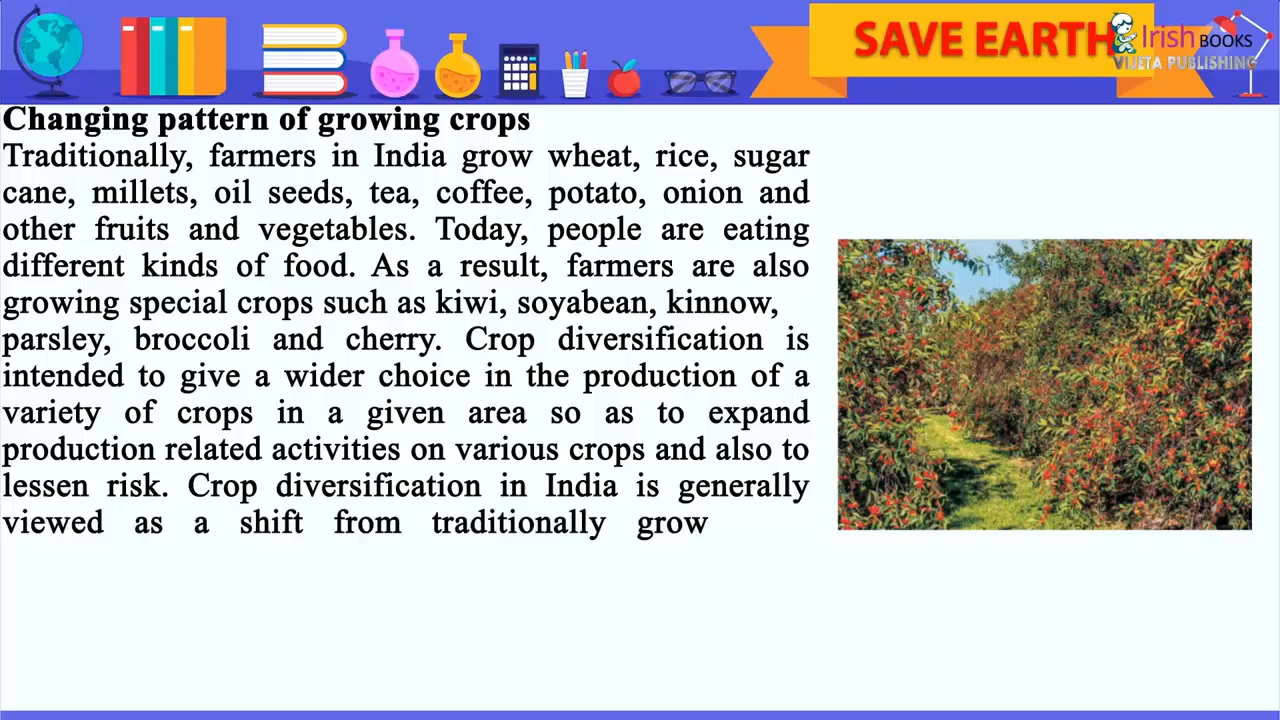 SAVE EARTH
Irish BOOKS
VIJETA PUBLISHING
Changing pattern of growing crops
Traditionally, farmers in India grow wheat, rice, sugar
cane, millets, oil seeds, tea, coffee, potato, onion and
other fruits and vegetables. Today, people are eating
different kinds of food. As a result, farmers are also
growing special crops such as kiwi, soyabean, kinnow,
parsley, broccoli and cherry. Crop diversification is
intended to give a wider choice in the production of a
variety of crops in a given area so as to expand
production related activities on various crops and also to
lessen risk. Crop diversification in India is generally
viewed as a shift from traditionally grow